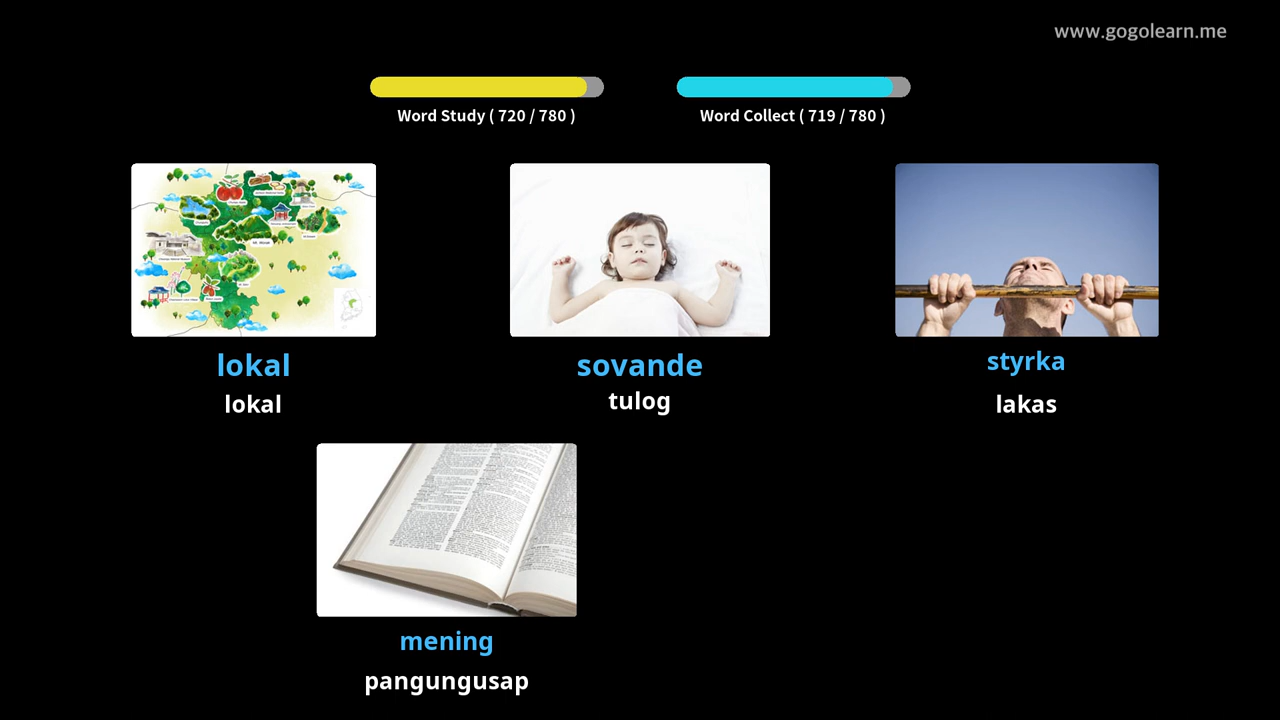 www.gogolearn.me
Word Study ( 720 / 780 )
Word Collect ( 719 / 780 )
lokal
lokal
sovande
tulog
styrka
lakas
mening
pangungusap